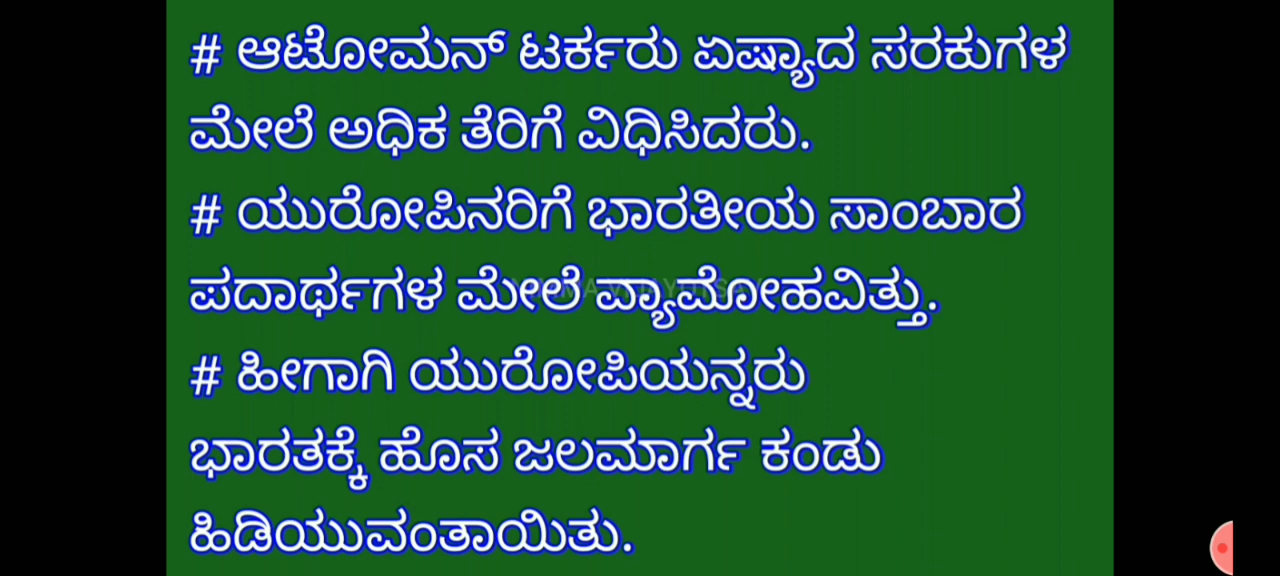 # ಆಟೋಮನ್ ಟರ್ಕರು ಏಷ್ಯಾದ ಸರಕುಗಳ
ಮೇಲೆ ಅಧಿಕ ತೆರಿಗೆ ವಿಧಿಸಿದರು.
# ಯುರೋಪಿನರಿಗೆ ಭಾರತೀಯ ಸಾಂಬಾರ
ಪದಾರ್ಥಗಳ ಮೇಲೆ ವ್ಯಾಮೋಹವಿತ್ತು.
# ಹೀಗಾಗಿ ಯುರೋಪಿಯನ್ನರು
ಭಾರತಕ್ಕೆ ಹೊಸ ಜಲಮಾರ್ಗ ಕಂಡು
ಹಿಡಿಯುವಂತಾಯಿತು.